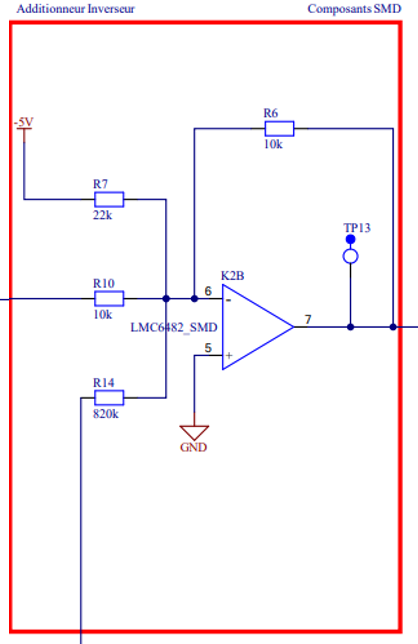 Additionneur Inverseur
Composants SMD
R6
10k
-5V
R7
22k
TP13
K2B
R10
10k
6
-
LMC6482_SMD
7
5
+
R14
820k
GND